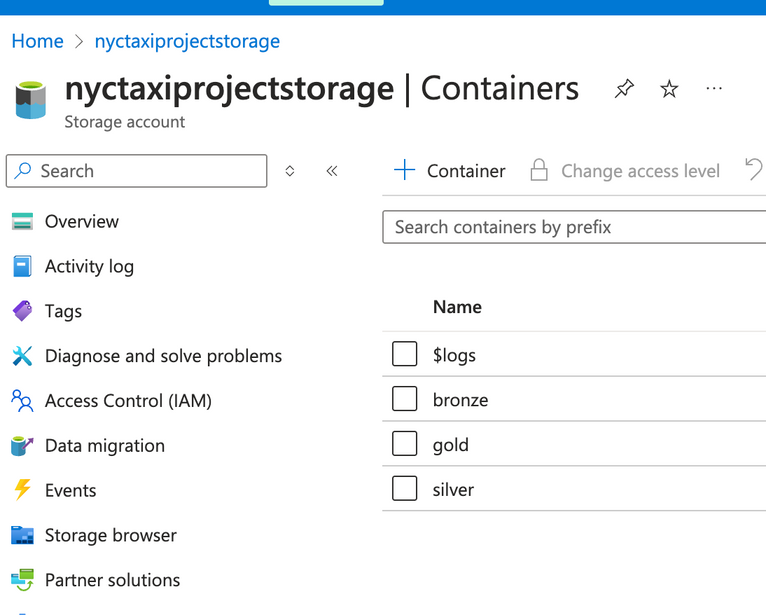 Home > nyctaxiprojectstorage
nyctaxiprojectstorage | Containers
Storage account
Search
+ Container Change access level
Overview
Activity log
Tags
Diagnose and solve problems
Access Control (IAM)
Data migration
Events
Storage browser
Partner solutions
Search containers by prefix
Name
$logs
bronze
gold
silver